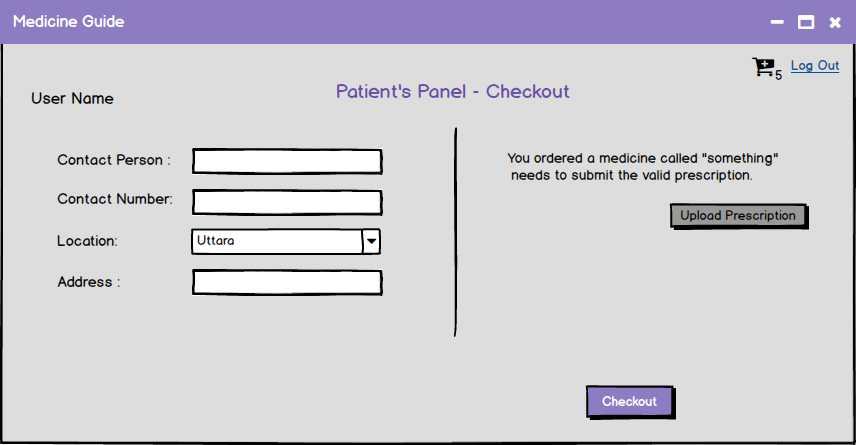 Medicine Guide
5 Log Out
Patient's Panel - Checkout
User Name
Contact Person :
Contact Number:
Location: Uttara
Address :
You ordered a medicine called "something"
needs to submit the valid prescription.
Upload Prescription
Checkout